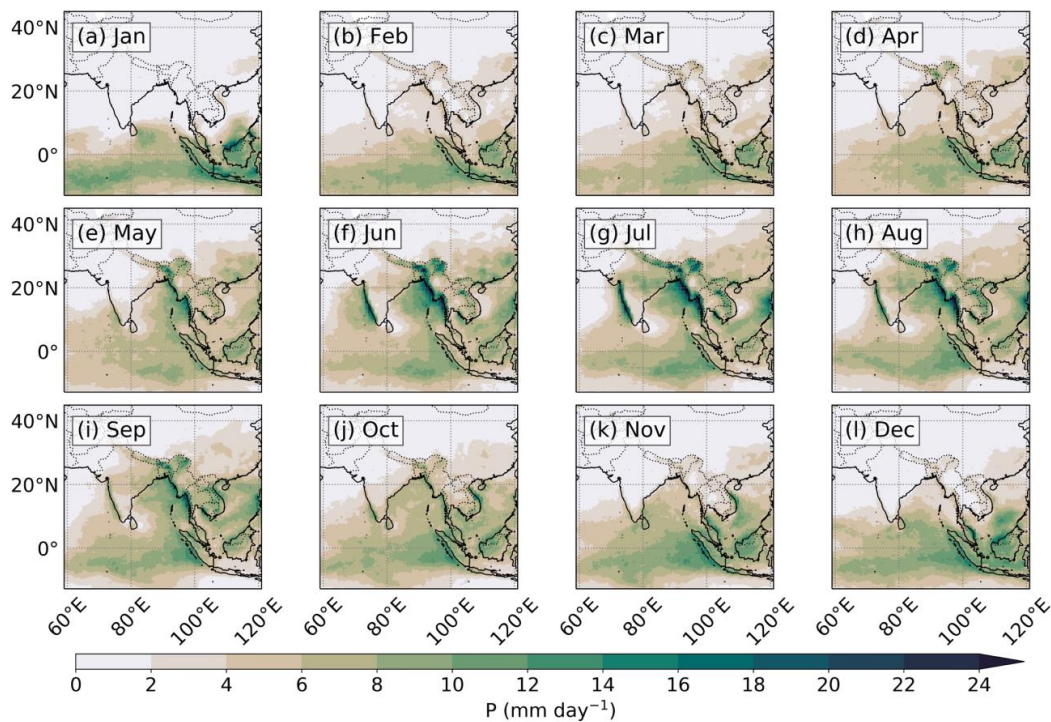 40°N
20°N
0°
(a) Jan
(b) Feb
(c) Mar
(d) Apr
40°N
20°N
0°
(e) May
(f) Jun
(g) Jul
(h) Aug
40°N
20°N
0°
(i) Sep
(j) Oct
(k) Nov
(l) Dec
60°E 80°E 100°E 120°E 60°E 80°E 100°E 120°E 60°E 80°E 100°E 120°E 60°E 80°E 100°E 120°E
0 2 4 6 8 10 12 14 16 18 20 22 24
P (mm day⁻¹)